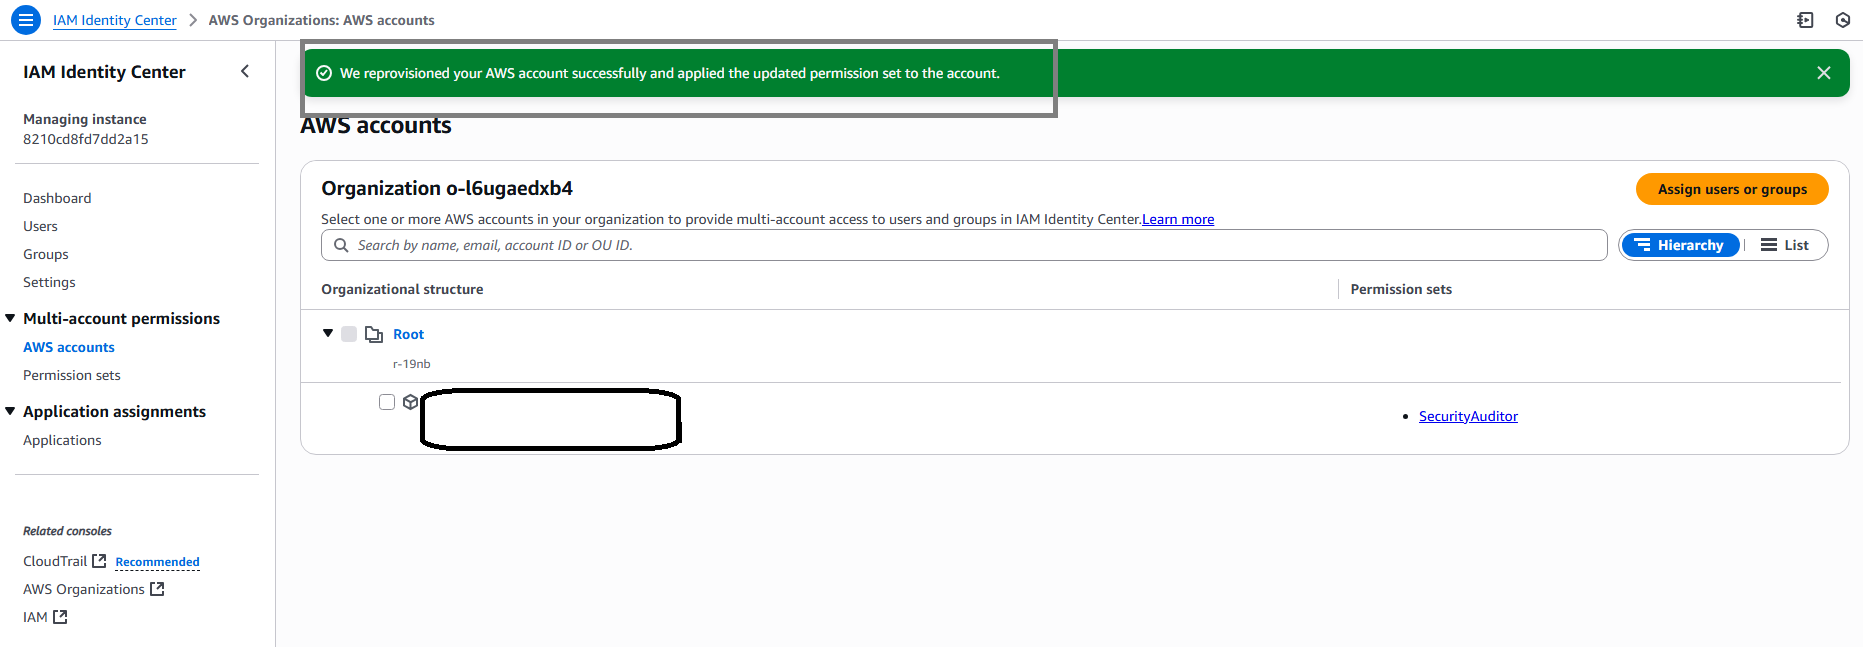 IAM Identity Center > AWS Organizations: AWS accounts
IAM Identity Center
Managing instance
8210cd8fd7dd2a15
Dashboard
Users
Groups
Settings
Multi-account permissions
AWS accounts
Permission sets
Application assignments
Applications
Related consoles
CloudTrail Recommended
AWS Organizations
IAM
We reprovisioned your AWS account successfully and applied the updated permission set to the account.
AWS accounts
Organization o-l6ugaedxb4
Assign users or groups
Select one or more AWS accounts in your organization to provide multi-account access to users and groups in IAM Identity Center.Learn more
Search by name, email, account ID or OU ID.
Hierarchy | List
Organizational structure
Permission sets
Root
r-19nb
• SecurityAuditor